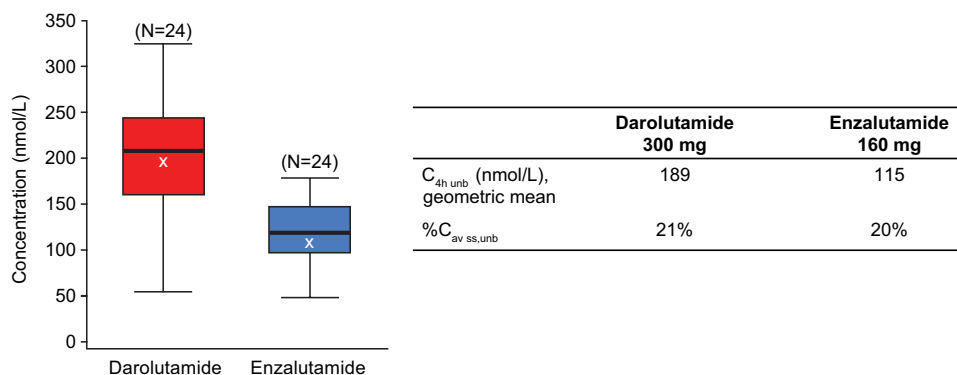 350
300
250
200
150
100
50
0
Concentration (nmol/L)
(N=24)
(N=24)
x
x
Darolutamide
Enzalutamide
Darolutamide Enzalutamide
300 mg 160 mg
C4h unb (nmol/L), 189 115
geometric mean
%Cav ss,unb 21% 20%